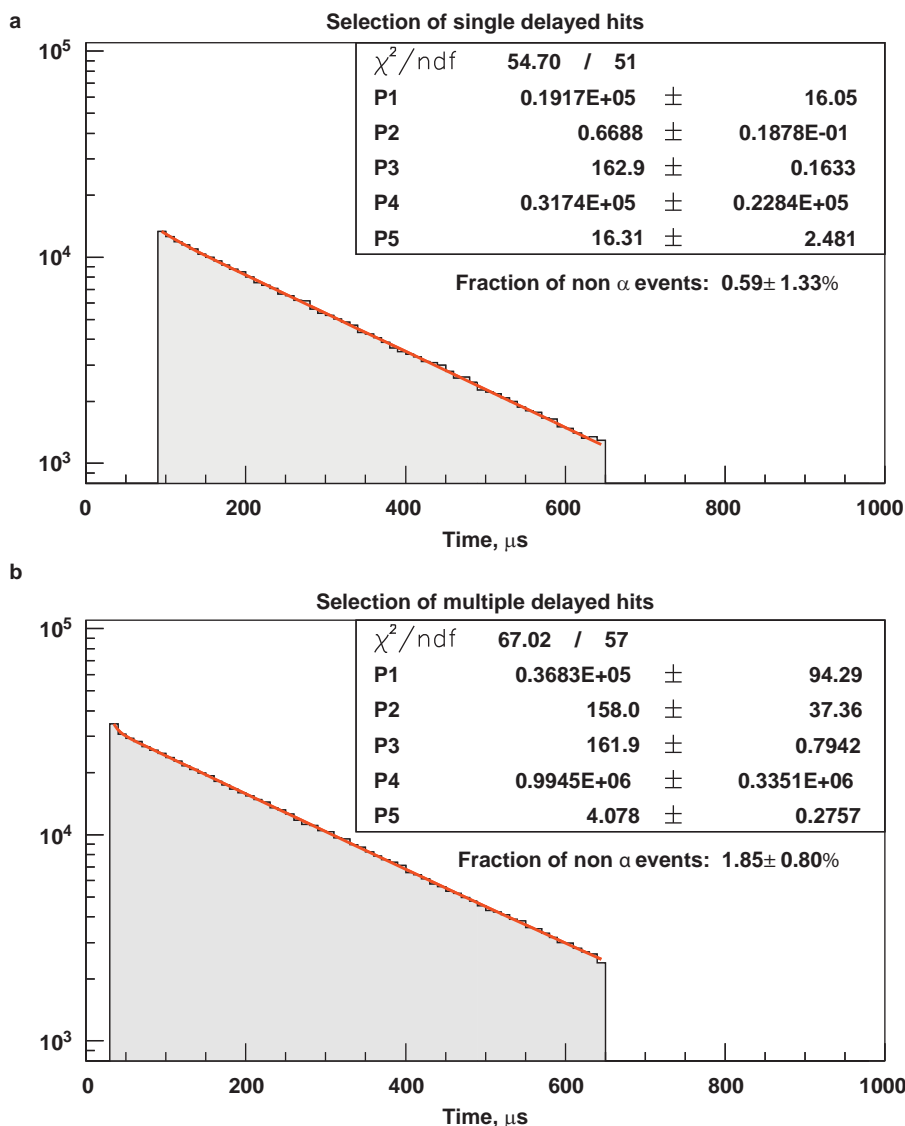 a
Selection of single delayed hits
10⁵
χ²/ndf 54.70 / 51
P1 0.1917E+05 ± 16.05
P2 0.6688 ± 0.1878E-01
P3 162.9 ± 0.1633
P4 0.3174E+05 ± 0.2284E+05
P5 16.31 ± 2.481
10⁴
Fraction of non α events: 0.59± 1.33%
10³
0 200 400 600 800 1000
Time, μs
b
Selection of multiple delayed hits
10⁵
χ²/ndf 67.02 / 57
P1 0.3683E+05 ± 94.29
P2 158.0 ± 37.36
P3 161.9 ± 0.7942
P4 0.9945E+06 ± 0.3351E+06
P5 4.078 ± 0.2757
10⁴
Fraction of non α events: 1.85± 0.80%
10³
0 200 400 600 800 1000
Time, μs